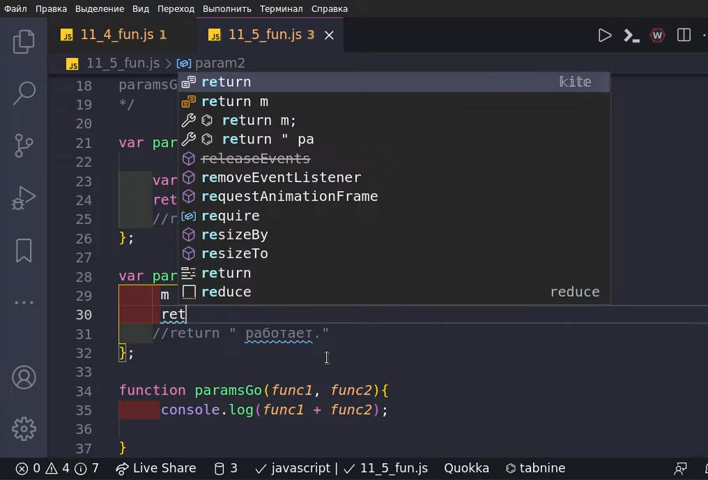 Файл Правка Выделение Вид Переход Выполнить Терминал Справка
JS 11_4_fun.js 1 JS 11_5_fun.js 3
JS 11_5_fun.js > param2
18 paramsG
19 */
20
21 var par
22
23 var
24 ret
25 //r
26 };
27
28 var par
29 m
30 ret
31 //return " работает."
32 };
33
34 function paramsGo(func1, func2){
35 console.log(func1 + func2);
36
37 }
return kite
return m
return m;
return " pa
releaseEvents
removeEventListener
requestAnimationFrame
require
resizeBy
resizeTo
return
reduce reduce
0 4 7 Live Share 3 javascript | 11_5_fun.js Quokka tabnine